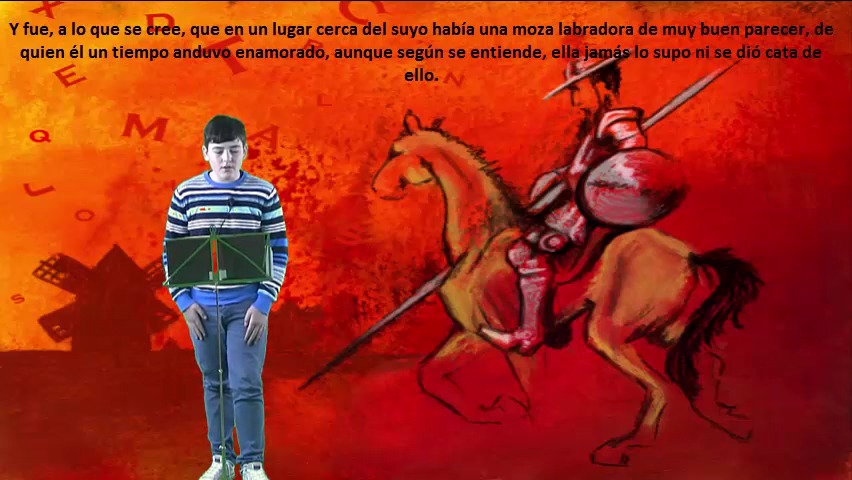 Y fue, a lo que se cree, que en un lugar cerca del suyo había una moza labradora de muy buen parecer, de
quien él un tiempo anduvo enamorado, aunque según se entiende, ella jamás lo supo ni se dió cata de
ello.
X
D
O
E
T
E
N
L
Q
M
A
L
O
S